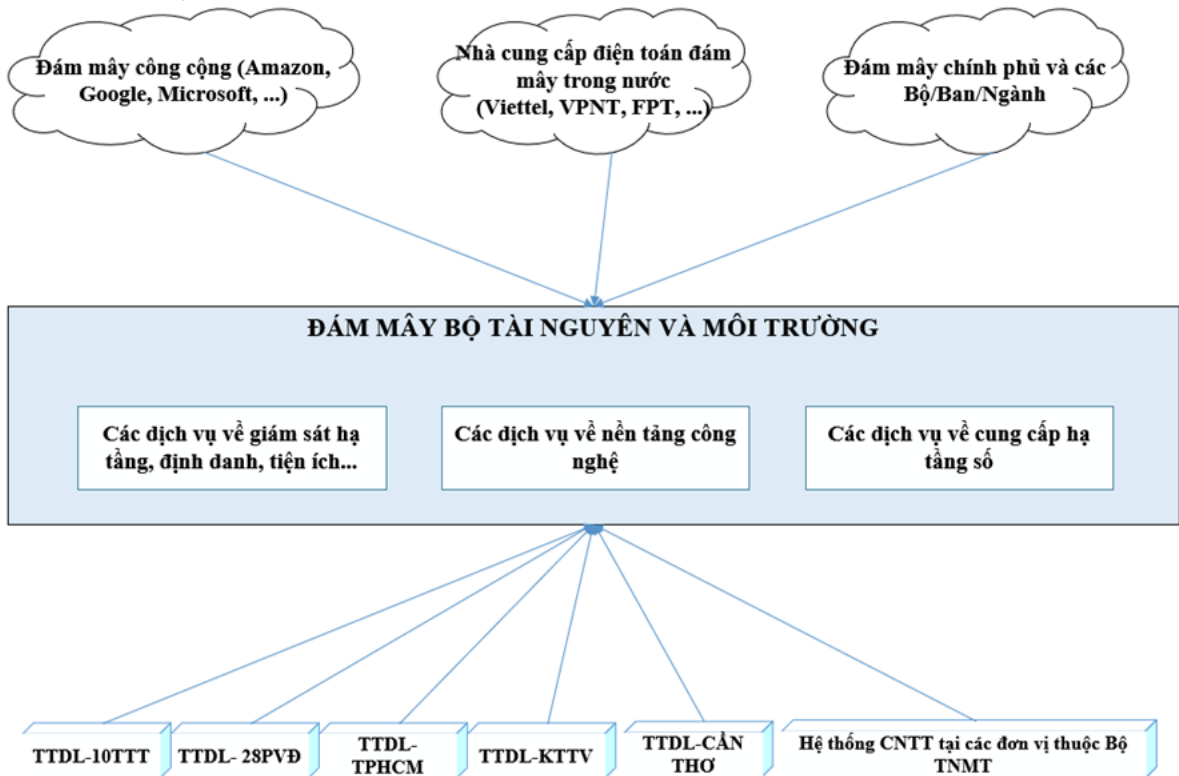 Đám mây công cộng (Amazon,
Google, Microsoft, ...)
Nhà cung cấp điện toán đám
mây trong nước
(Viettel, VPNT, FPT, ...)
Đám mây chính phủ và các
Bộ/Ban/Ngành
ĐÁM MÂY BỘ TÀI NGUYÊN VÀ MÔI TRƯỜNG
Các dịch vụ về giám sát hạ
tầng, định danh, tiện ích...
Các dịch vụ về nền tảng công
nghệ
Các dịch vụ về cung cấp hạ
tầng số
TTDL-10TTT
TTDL- 28PVĐ
TTDL-
TPHCM
TTDL-KTTV
TTDL-CẦN
THƠ
Hệ thống CNTT tại các đơn vị thuộc Bộ
TNMT